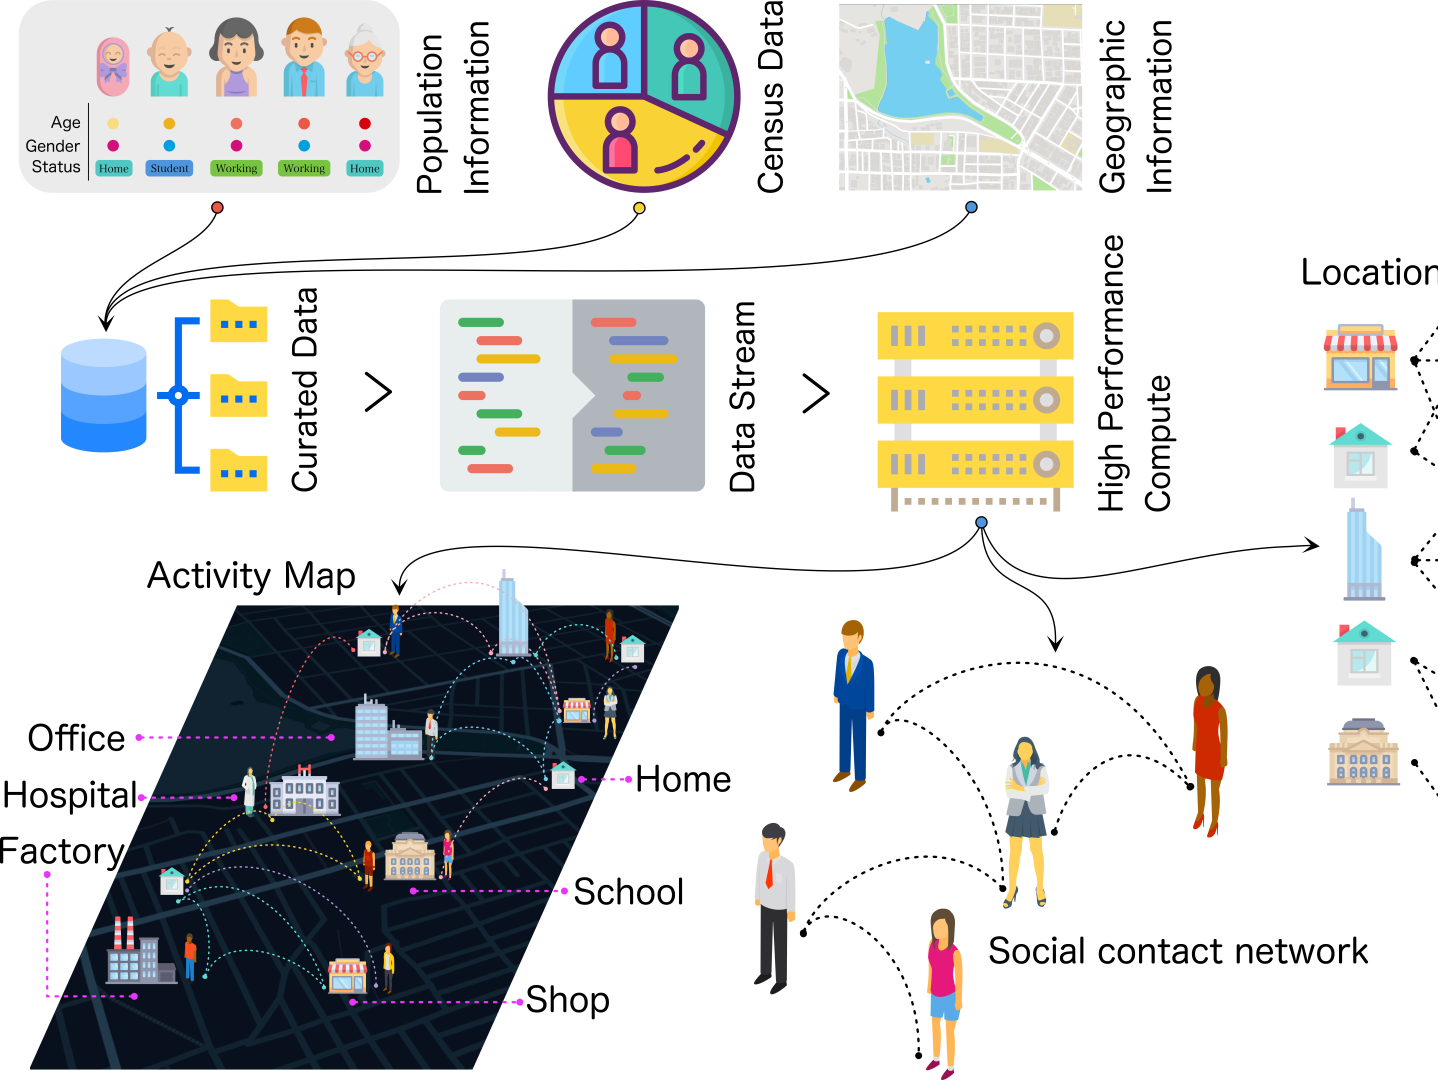 Age
Gender
Status
Home
Student
Working
Working
Home
Population
Information
Census Data
Geographic
Information
Curated Data
Data Stream
High Performance
Compute
Location
Activity Map
Office
Hospital
Factory
Home
School
Shop
Social contact network